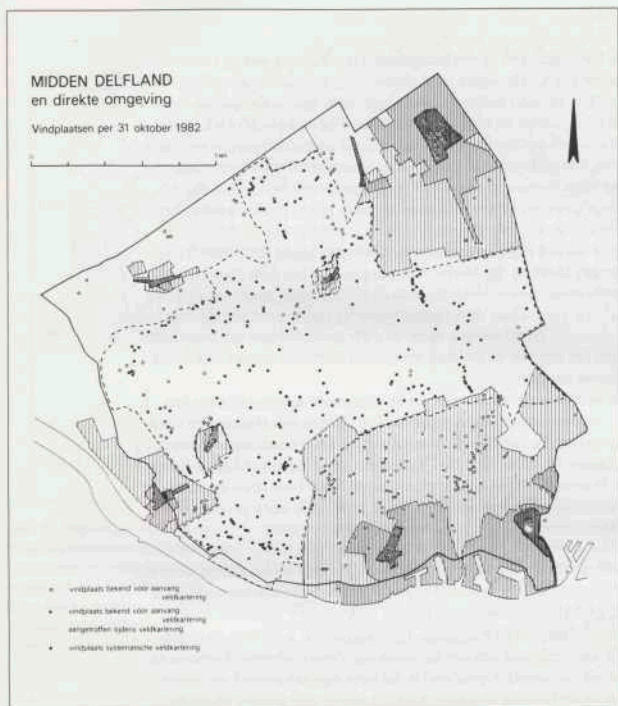 MIDDEN DELFLAND
en direkte omgeving
Vindplaatsen per 31 oktober 1982
0
vindplaats bekend voor aanvang
veldkartering
vindplaats bekend voor aanvang
veldkartering
aangetroffen tijdens veldkartering
vindplaats systematische veldkartering